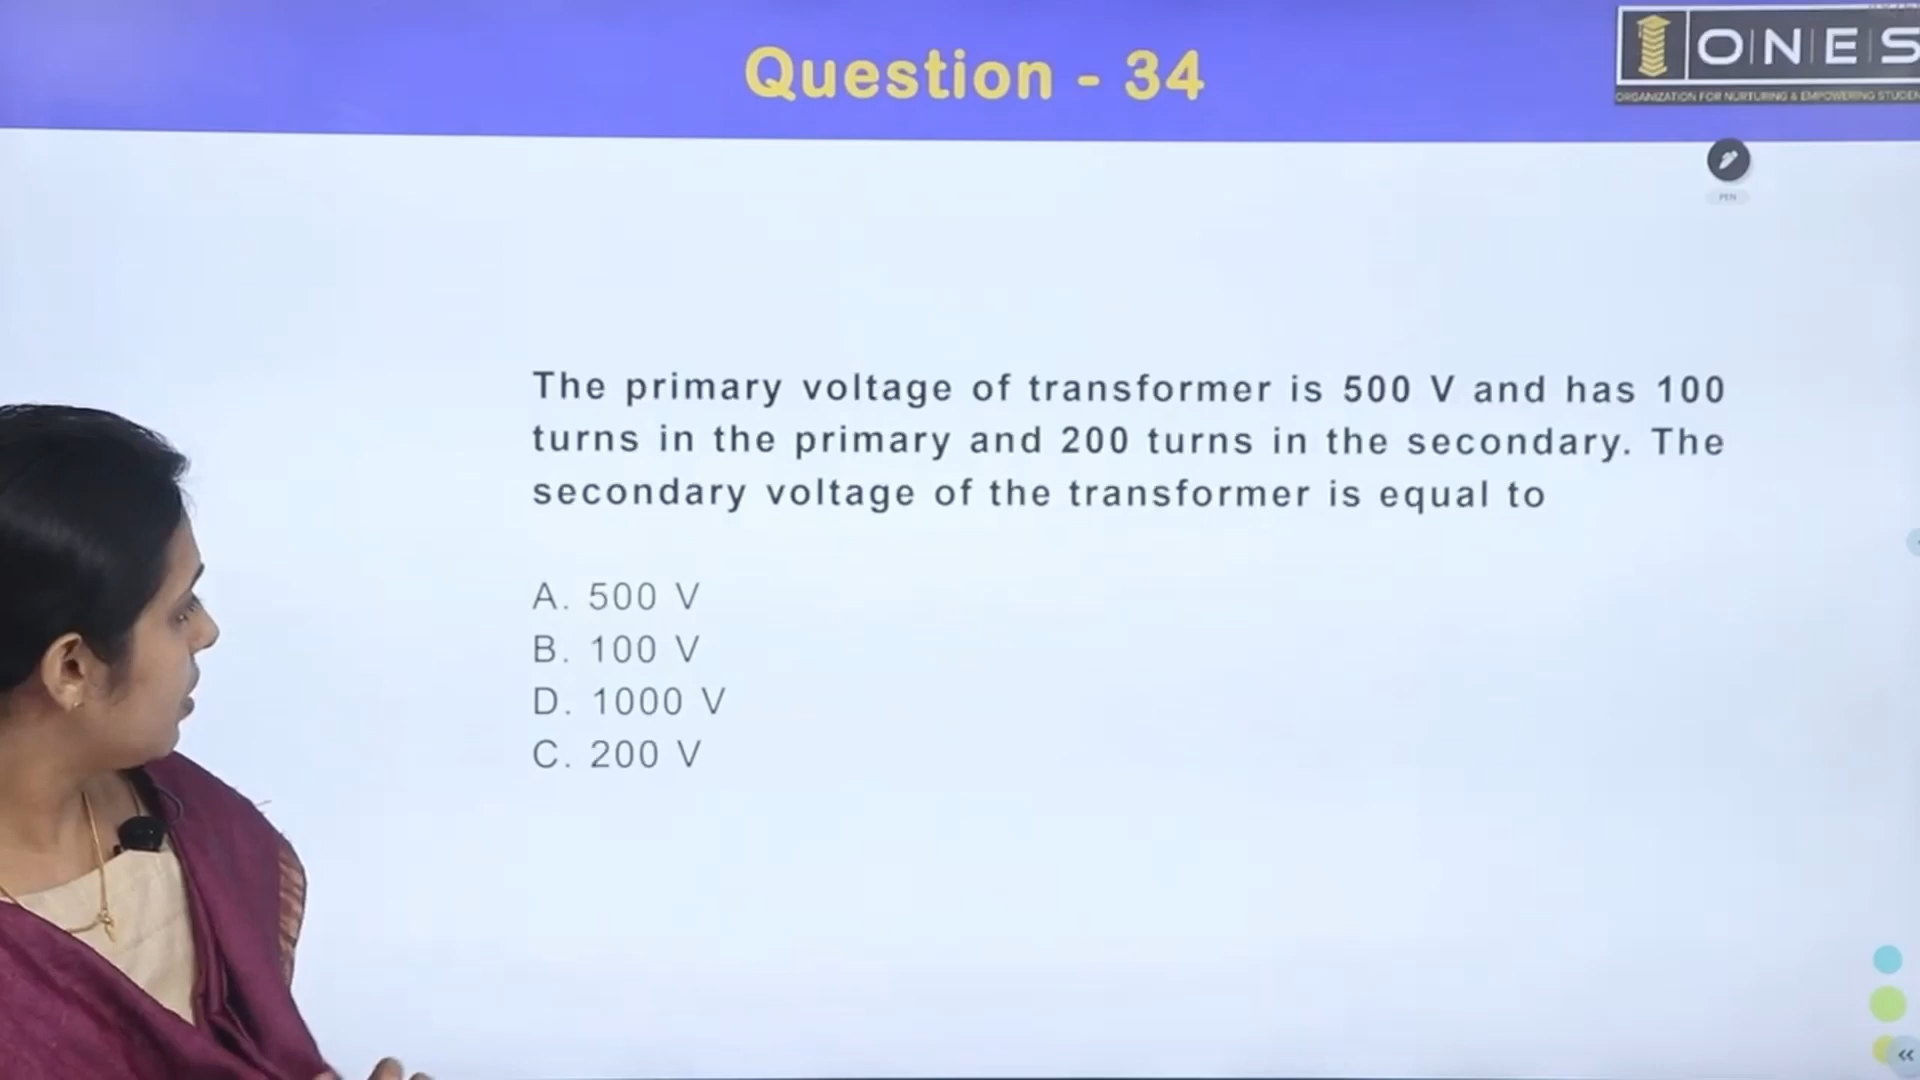 Question - 34
ONES
ORGANIZATION FOR NURTURING & EMPOWERING STUDEN
PEN
The primary voltage of transformer is 500 V and has 100
turns in the primary and 200 turns in the secondary. The
secondary voltage of the transformer is equal to
A. 500 V
B. 100 V
D. 1000 V
C. 200 V
«